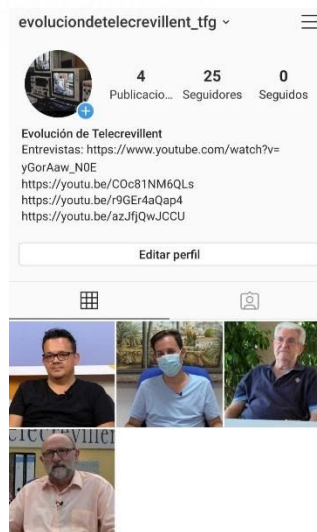 evoluciondetelecrevillent_tfg
4 25 0
Publicacio... Seguidores Seguidos
Evolución de Telecrevillent
Entrevistas: https://www.youtube.com/watch?v=
yGorAaw_N0E
https://youtu.be/COc81NM6QLs
https://youtu.be/r9GEr4aQap4
https://youtu.be/azJfjQwJCCU
Editar perfil